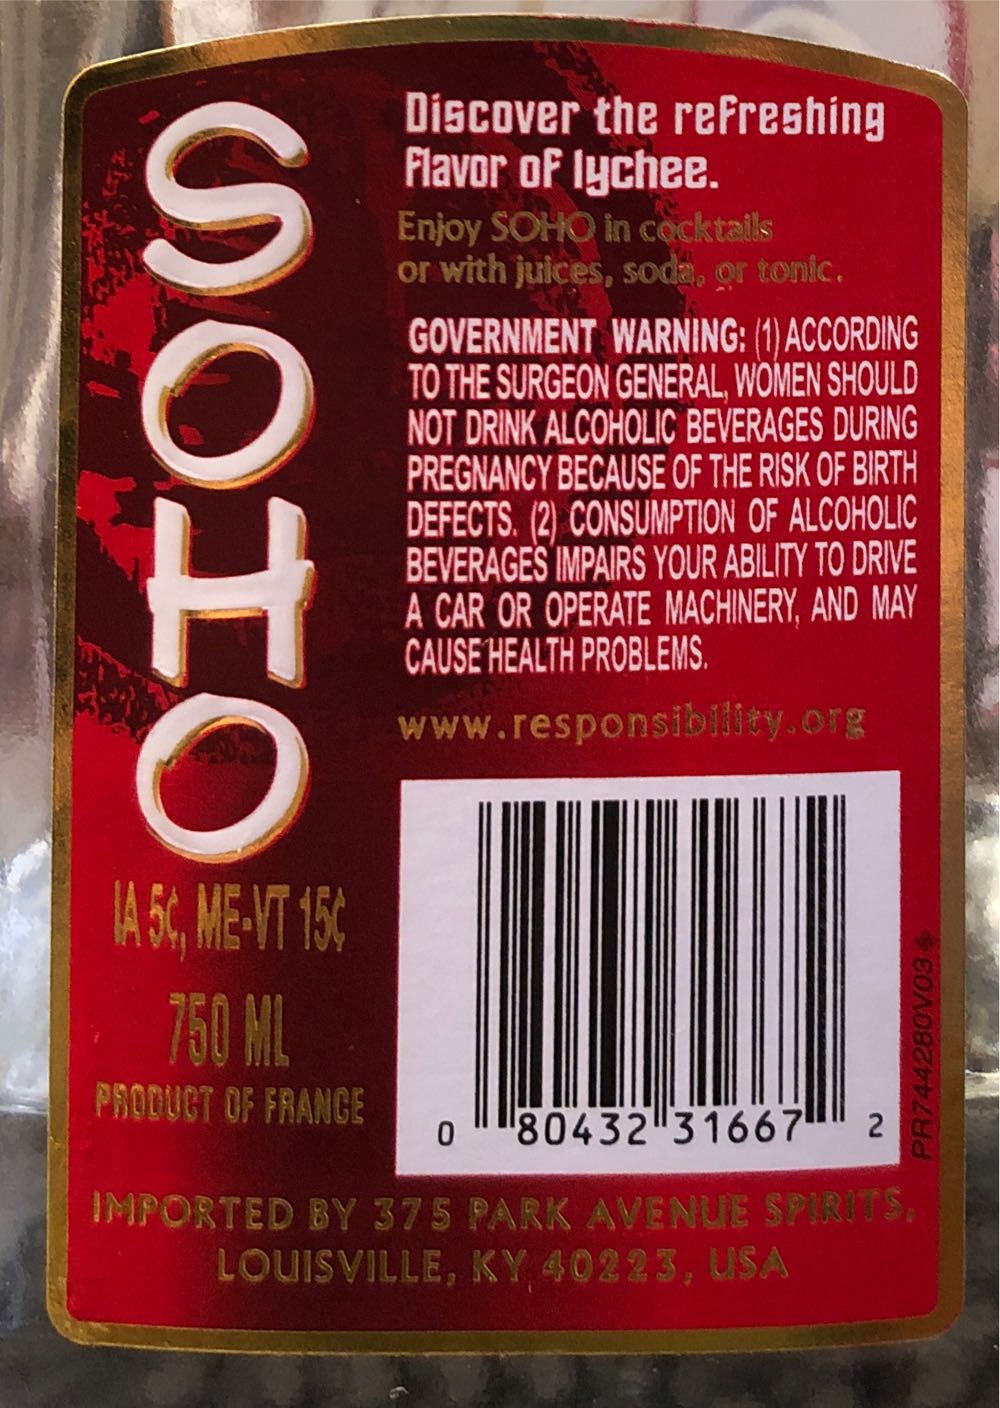 SOHO
Discover the refreshing
flavor of lychee.
Enjoy SOHO in cocktails
or with juices, soda, or tonic.
GOVERNMENT WARNING: (1) ACCORDING
TO THE SURGEON GENERAL, WOMEN SHOULD
NOT DRINK ALCOHOLIC BEVERAGES DURING
PREGNANCY BECAUSE OF THE RISK OF BIRTH
DEFECTS. (2) CONSUMPTION OF ALCOHOLIC
BEVERAGES IMPAIRS YOUR ABILITY TO DRIVE
A CAR OR OPERATE MACHINERY, AND MAY
CAUSE HEALTH PROBLEMS.
www.responsibility.org
IA 5¢, ME-VT 15¢
750 ML
PRODUCT OF FRANCE
0 80432 31667 2
PR744280V03
IMPORTED BY 375 PARK AVENUE SPIRITS,
LOUISVILLE, KY 40223, USA